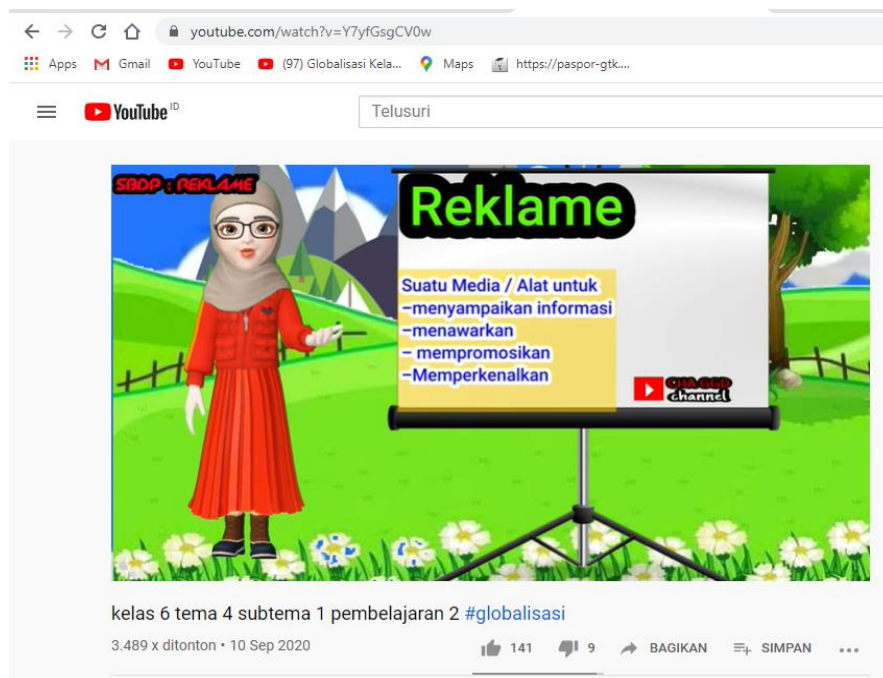 youtube.com/watch?v=Y7yfGsgCV0w
Apps Gmail YouTube (97) Globalisasi Kela... Maps https://paspor-gtk....
YouTube ID
Telusuri
SBDP : REKLAME
Reklame
Suatu Media / Alat untuk
-menyampaikan informasi
-menawarkan
- mempromosikan
-Memperkenalkan
CHA-GGD
channel
kelas 6 tema 4 subtema 1 pembelajaran 2 #globalisasi
3.489 x ditonton • 10 Sep 2020
141 9 BAGIKAN SIMPAN